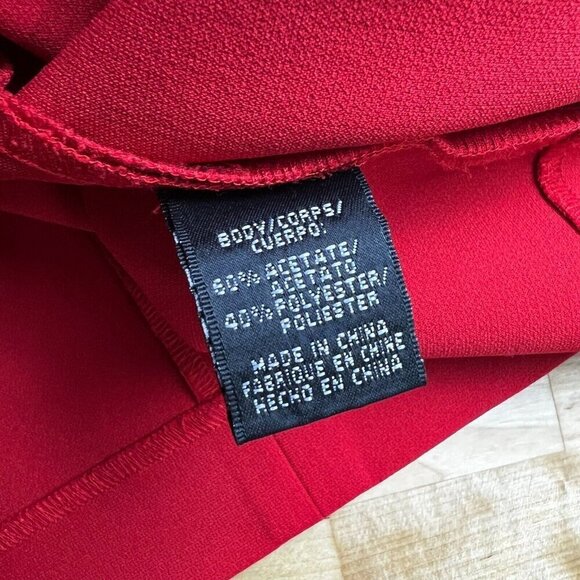 BODY/CORPS/
CUERPO:
60% ACETATE/
ACETATO
40% POLYESTER/
POLIESTER
MADE IN CHINA
FABRIQUE EN CHINE
HECHO EN CHINA